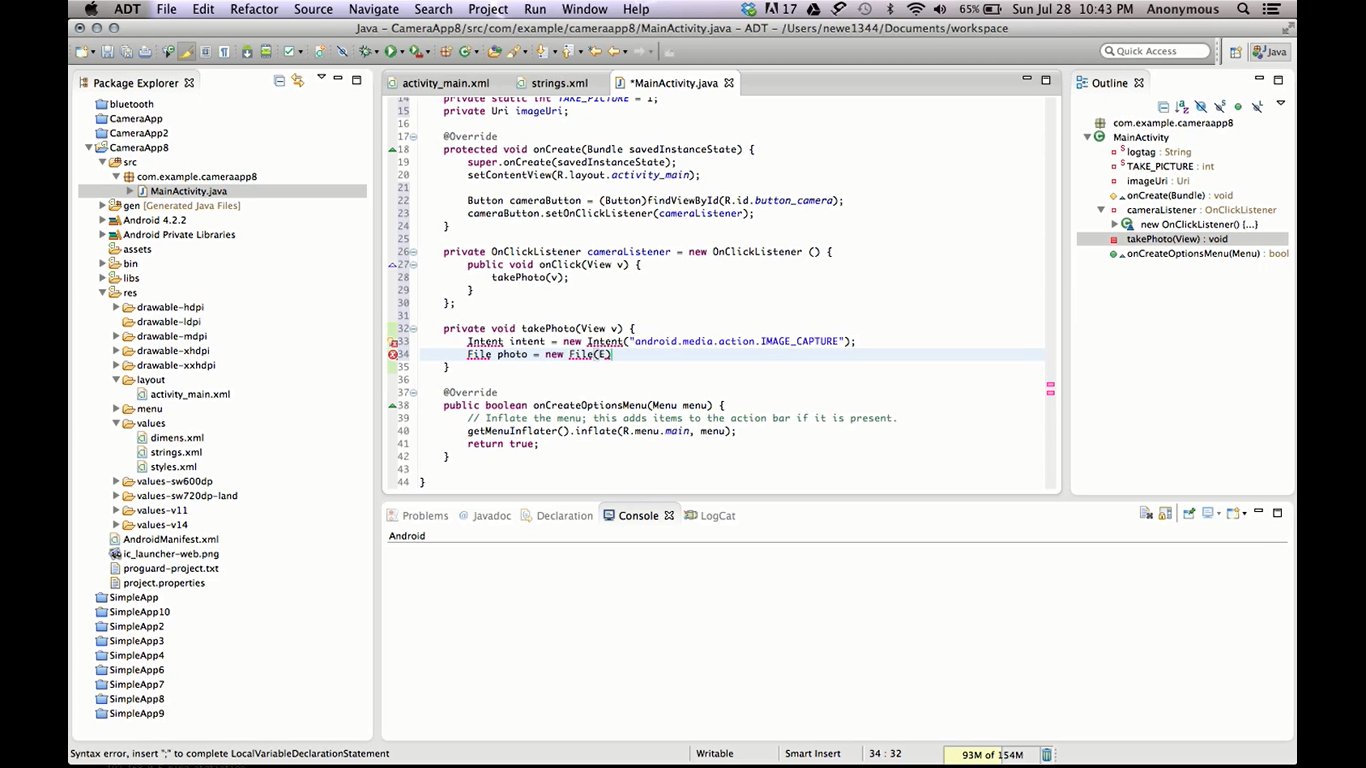 ADT File Edit Refactor Source Navigate Search Project Run Window Help 17 65% Sun Jul 28 10:43 PM Anonymous
Java – CameraApp8/src/com/example/cameraapp8/MainActivity.java – ADT – /Users/newe1344/Documents/workspace
Quick Access
Java
Package Explorer
bluetooth
CameraApp
CameraApp2
CameraApp8
src
com.example.cameraapp8
MainActivity.java
gen [Generated Java Files]
Android 4.2.2
Android Private Libraries
assets
bin
libs
res
drawable-hdpi
drawable-ldpi
drawable-mdpi
drawable-xhdpi
drawable-xxhdpi
layout
activity_main.xml
menu
values
dimens.xml
strings.xml
styles.xml
values-sw600dp
values-sw720dp-land
values-v11
values-v14
AndroidManifest.xml
ic_launcher-web.png
proguard-project.txt
project.properties
SimpleApp
SimpleApp10
SimpleApp2
SimpleApp3
SimpleApp4
SimpleApp6
SimpleApp7
SimpleApp8
SimpleApp9
activity_main.xml strings.xml *MainActivity.java
14 private static int TAKE_PICTURE = 1;
15 private Uri imageUri;
16
17 @Override
18 protected void onCreate(Bundle savedInstanceState) {
19 super.onCreate(savedInstanceState);
20 setContentView(R.layout.activity_main);
21
22 Button cameraButton = (Button)findViewById(R.id.button_camera);
23 cameraButton.setOnClickListener(cameraListener);
24 }
25
26 private OnClickListener cameraListener = new OnClickListener () {
27 public void onClick(View v) {
28 takePhoto(v);
29 }
30 };
31
32 private void takePhoto(View v) {
33 Intent intent = new Intent("android.media.action.IMAGE_CAPTURE");
34 File photo = new File(E)
35 }
36
37 @Override
38 public boolean onCreateOptionsMenu(Menu menu) {
39 // Inflate the menu; this adds items to the action bar if it is present.
40 getMenuInflater().inflate(R.menu.main, menu);
41 return true;
42 }
43
44 }
Outline
com.example.cameraapp8
MainActivity
logtag : String
TAKE_PICTURE : int
imageUri : Uri
onCreate(Bundle) : void
cameraListener : OnClickListener
new OnClickListener() {...}
takePhoto(View) : void
onCreateOptionsMenu(Menu) : bool
Problems Javadoc Declaration Console LogCat
Android
Syntax error, insert ";" to complete LocalVariableDeclarationStatement Writable Smart Insert 34 : 32 93M of 154M